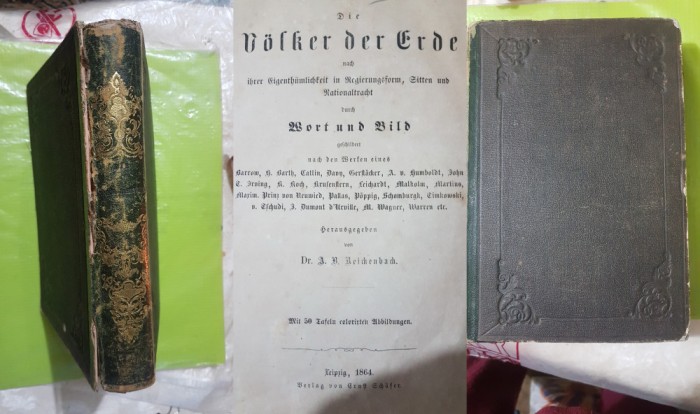 Die
Völker der Erde
nach
ihrer Eigenthümlichkeit in Regierungsform, Sitten und
Nationaltracht
durch
Wort und Bild
geschildert
nach den Werken eines
Barrow, H. Barth, Catlin, Davy, Gerstäcker, A. v. Humboldt, John
T. Irving, K. Koch, Krusenstern, Leichardt, Malkolm, Martius,
Maxim. Prinz von Neuwied, Pallas, Pöppig, Schomburgk, Timkowski,
v. Tschudi, J. Dumont d'Urville, M. Wagner, Warren etc.
Herausgegeben
von
Dr. A. B. Reichenbach.
Mit 50 Tafeln colorirter Abbildungen.
Leipzig, 1864.
Verlag von Ernst Schäfer